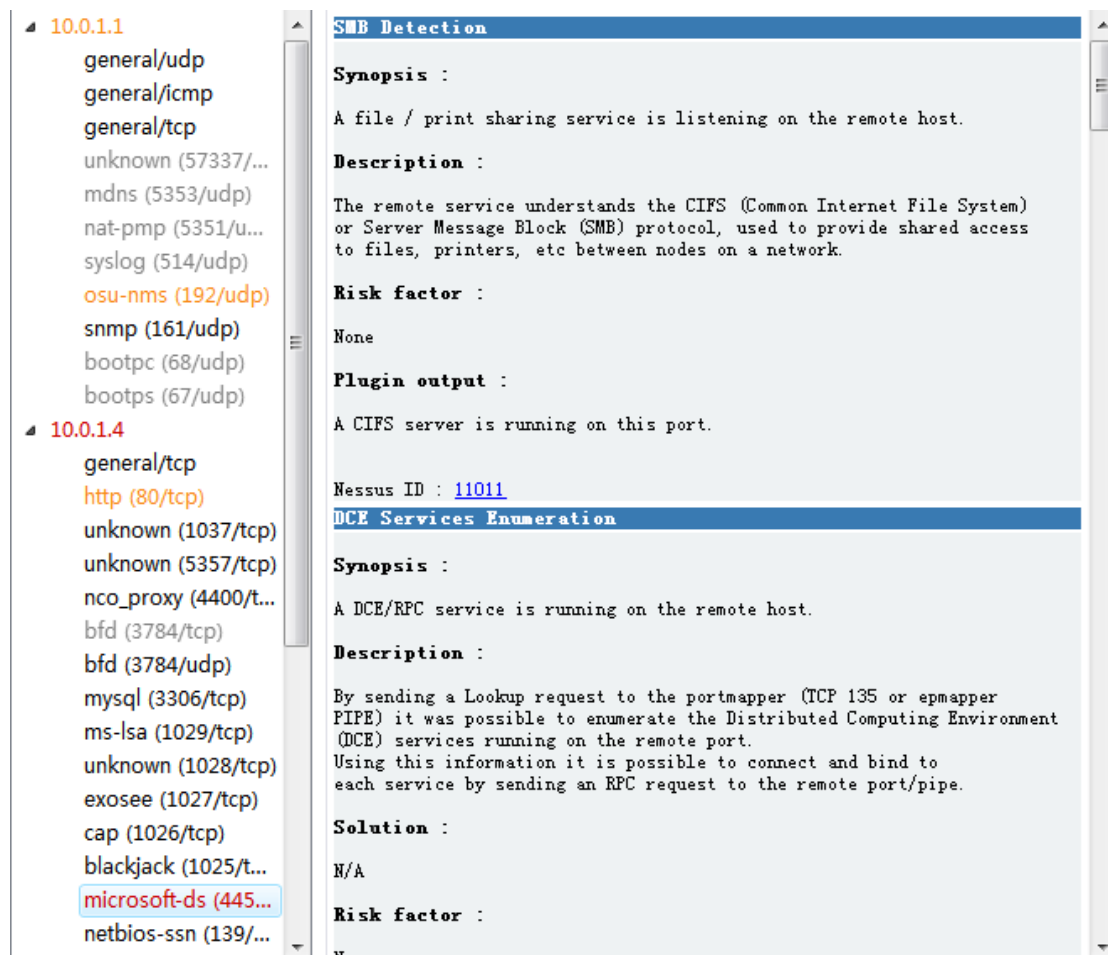 10.0.1.1
general/udp
general/icmp
general/tcp
unknown (57337/...
mdns (5353/udp)
nat-pmp (5351/u...
syslog (514/udp)
osu-nms (192/udp)
snmp (161/udp)
bootpc (68/udp)
bootps (67/udp)
10.0.1.4
general/tcp
http (80/tcp)
unknown (1037/tcp)
unknown (5357/tcp)
nco_proxy (4400/t...
bfd (3784/tcp)
bfd (3784/udp)
mysql (3306/tcp)
ms-lsa (1029/tcp)
unknown (1028/tcp)
exosee (1027/tcp)
cap (1026/tcp)
blackjack (1025/t...
microsoft-ds (445...
netbios-ssn (139/...
SMB Detection
Synopsis :
A file / print sharing service is listening on the remote host.
Description :
The remote service understands the CIFS (Common Internet File System)
or Server Message Block (SMB) protocol, used to provide shared access
to files, printers, etc between nodes on a network.
Risk factor :
None
Plugin output :
A CIFS server is running on this port.
Nessus ID : 11011
DCE Services Enumeration
Synopsis :
A DCE/RPC service is running on the remote host.
Description :
By sending a Lookup request to the portmapper (TCP 135 or epmapper
PIPE) it was possible to enumerate the Distributed Computing Environment
(DCE) services running on the remote port.
Using this information it is possible to connect and bind to
each service by sending an RPC request to the remote port/pipe.
Solution :
N/A
Risk factor :